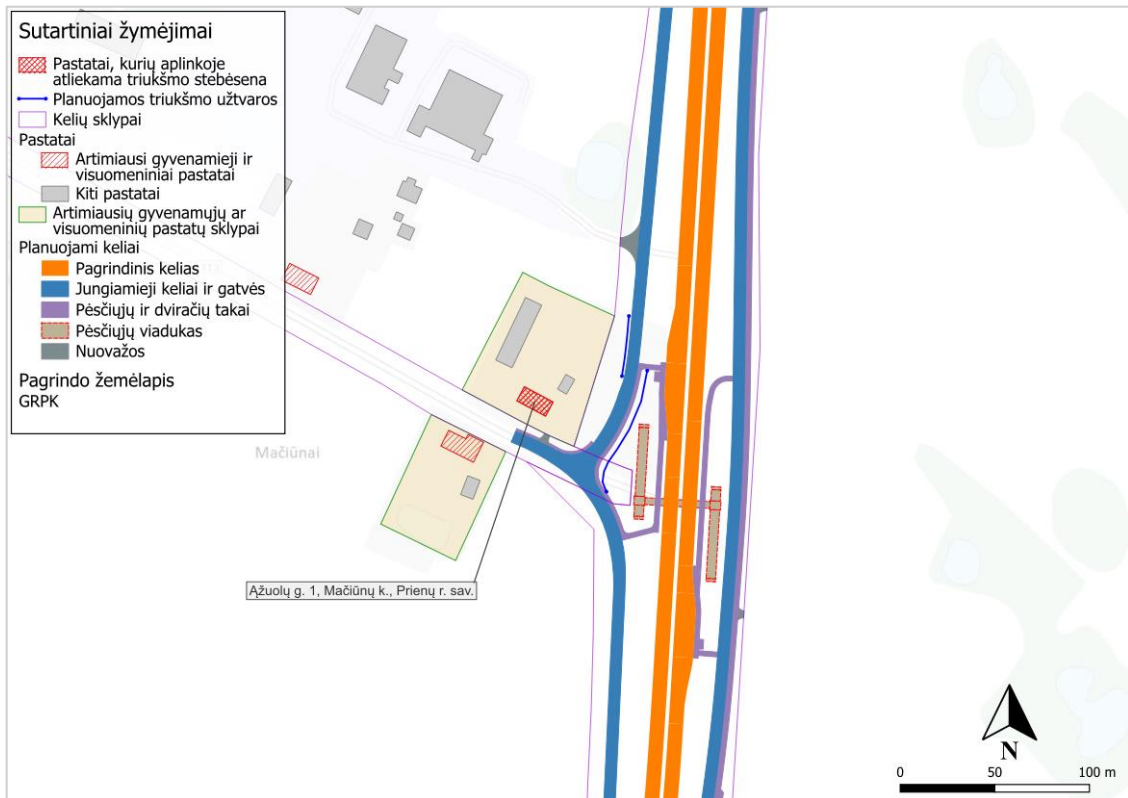 Sutartiniai žymėjimai
Pastatai, kurių aplinkoje
atliekama triukšmo stebėsena
Planuojamos triukšmo užtvaros
Kelių sklypai
Pastatai
Artimiausi gyvenamieji ir
visuomeniniai pastatai
Kiti pastatai
Artimiausių gyvenamųjų ar
visuomeninių pastatų sklypai
Planuojami keliai
Pagrindinis kelias
Jungiamieji keliai ir gatvės
Pėsčiųjų ir dviračių takai
Pėsčiųjų viadukas
Nuovažos
Pagrindo žemėlapis
GRPK
Mačiūnai
Ąžuolų g. 1, Mačiūnų k., Prienų r. sav.
N
0 50 100 m